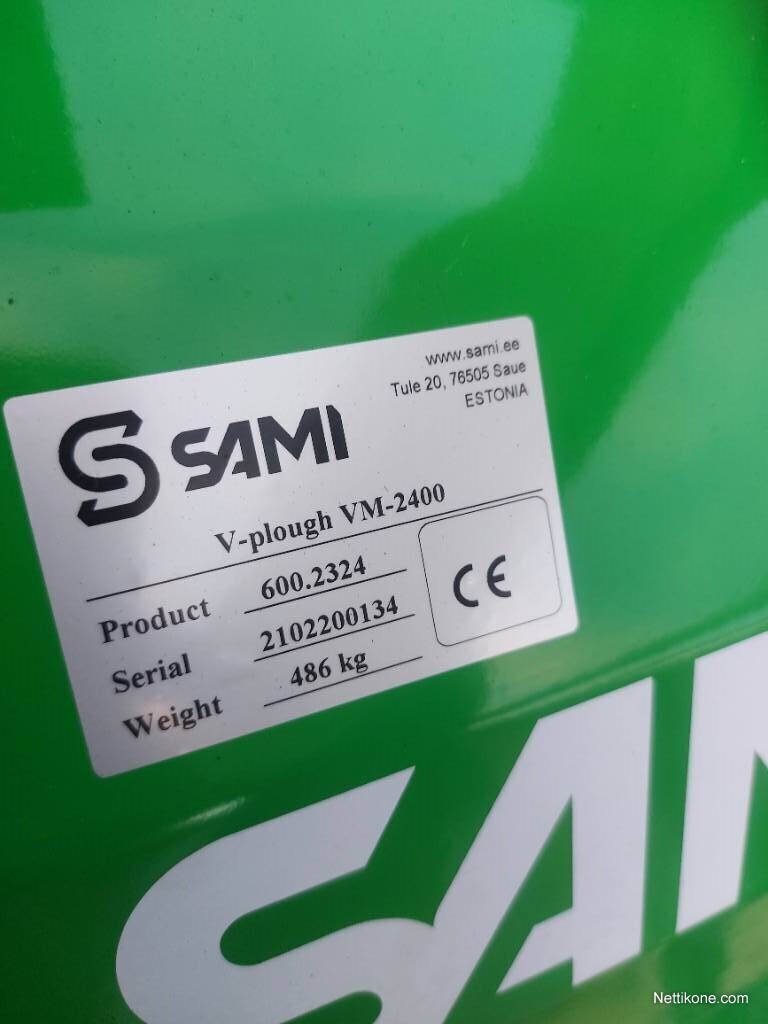 www.sami.ee
Tule 20, 76505 Saue
ESTONIA
SAMI
V-plough VM-2400
Product 600.2324
Serial 2102200134
Weight 486 kg
CE
SAM
Nettikone.com